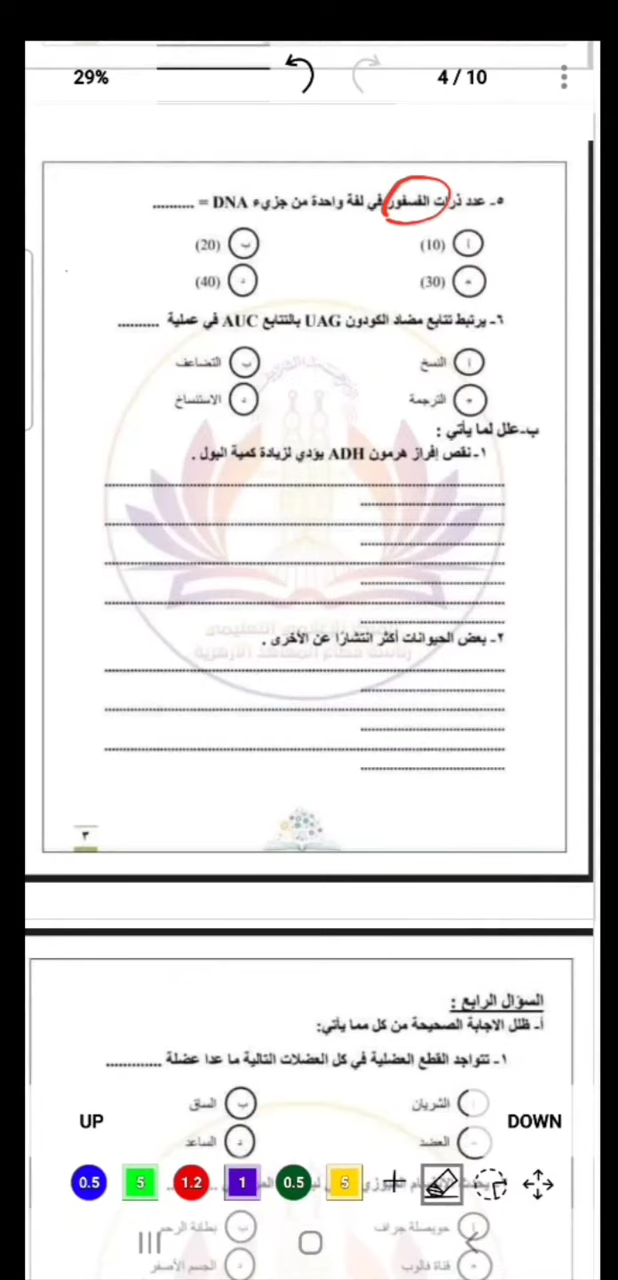 29%
4 / 10
٥- عدد ذرات الفسفور في لفة واحدة من جزيء DNA = ..........
أ (10)
ب (20)
ج (30)
د (40)
٦- يرتبط تتابع مضاد الكودون UAG بالتتابع AUC في عملية ..........
أ النسخ
ب التضاعف
ج الترجمة
د الاستنساخ
ب-علل لما يأتي :
١- نقص إفراز هرمون ADH يؤدي لزيادة كمية البول .
٢- بعض الحيوانات أكثر انتشارًا عن الأخرى .
٣
السؤال الرابع :
أ- ظلل الاجابة الصحيحة من كل مما يأتي:
١- تتواجد القطع العضلية في كل العضلات التالية ما عدا عضلة .............
الشريان
ب الساق
العضد
د الساعد
UP
DOWN
0.5
5
1.2
1
0.5
5
أ حويصلة جراف
ب بطانة الرحم
قناة فالوب
الجسم الأصفر